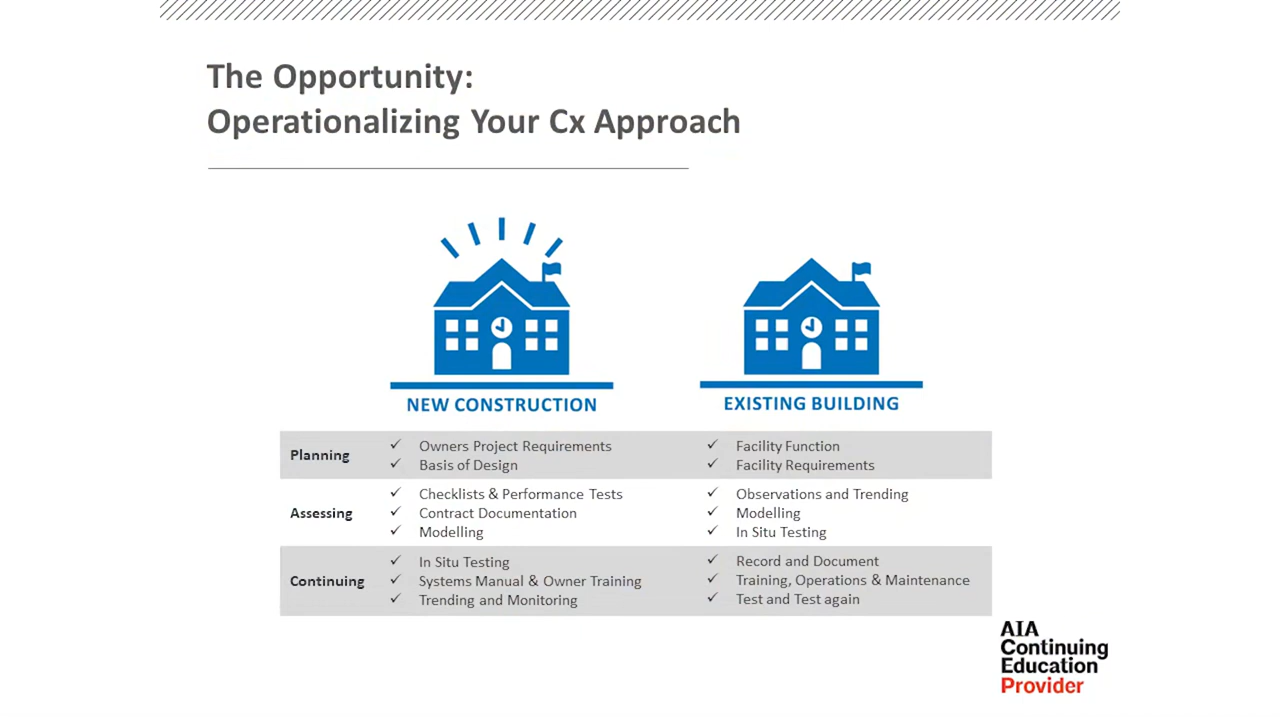 The Opportunity:
Operationalizing Your Cx Approach
NEW CONSTRUCTION
EXISTING BUILDING
Planning
✓ Owners Project Requirements
✓ Basis of Design
✓ Facility Function
✓ Facility Requirements
Assessing
✓ Checklists & Performance Tests
✓ Contract Documentation
✓ Modelling
✓ Observations and Trending
✓ Modelling
✓ In Situ Testing
Continuing
✓ In Situ Testing
✓ Systems Manual & Owner Training
✓ Trending and Monitoring
✓ Record and Document
✓ Training, Operations & Maintenance
✓ Test and Test again
AIA
Continuing
Education
Provider